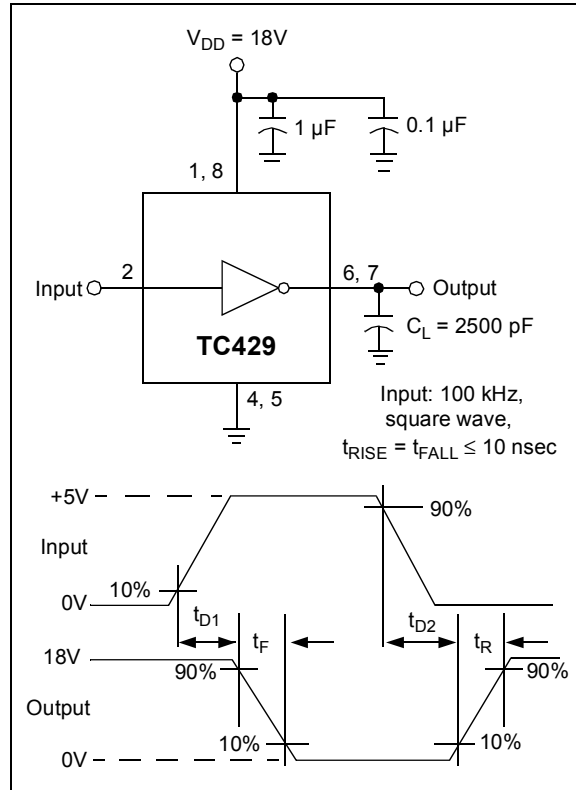 V_DD = 18V
1 µF
0.1 µF
1, 8
Input
2
6, 7
Output
TC429
C_L = 2500 pF
4, 5
Input: 100 kHz,
square wave,
t_RISE = t_FALL ≤ 10 nsec
+5V
90%
Input
10%
0V
t_D1
t_F
t_D2
t_R
18V
90%
90%
Output
10%
10%
0V